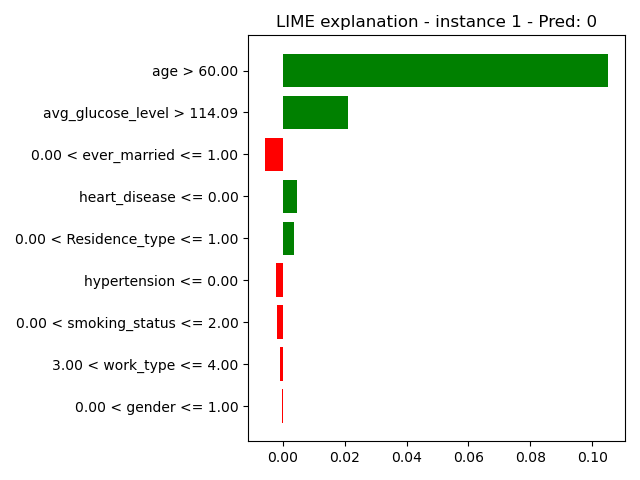 LIME explanation - instance 1 - Pred: 0
age > 60.00
avg_glucose_level > 114.09
0.00 < ever_married <= 1.00
heart_disease <= 0.00
0.00 < Residence_type <= 1.00
hypertension <= 0.00
0.00 < smoking_status <= 2.00
3.00 < work_type <= 4.00
0.00 < gender <= 1.00
0.00 0.02 0.04 0.06 0.08 0.10